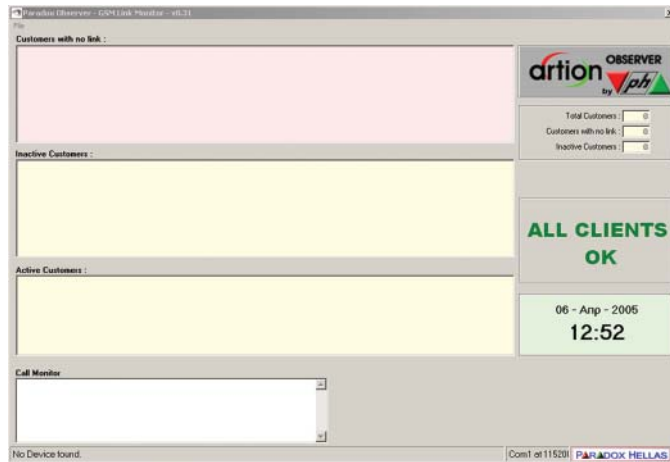 Paradox Observer - GSM Link Monitor - v0.31
File
Customers with no link :
Inactive Customers :
Active Customers :
Call Monitor
No Device found.
artion OBSERVER
by ph
Total Customers : 0
Customers with no link : 0
Inactive Customers : 0
ALL CLIENTS
OK
06 - Απρ - 2005
12:52
Com1 at 115200
PARADOX HELLAS